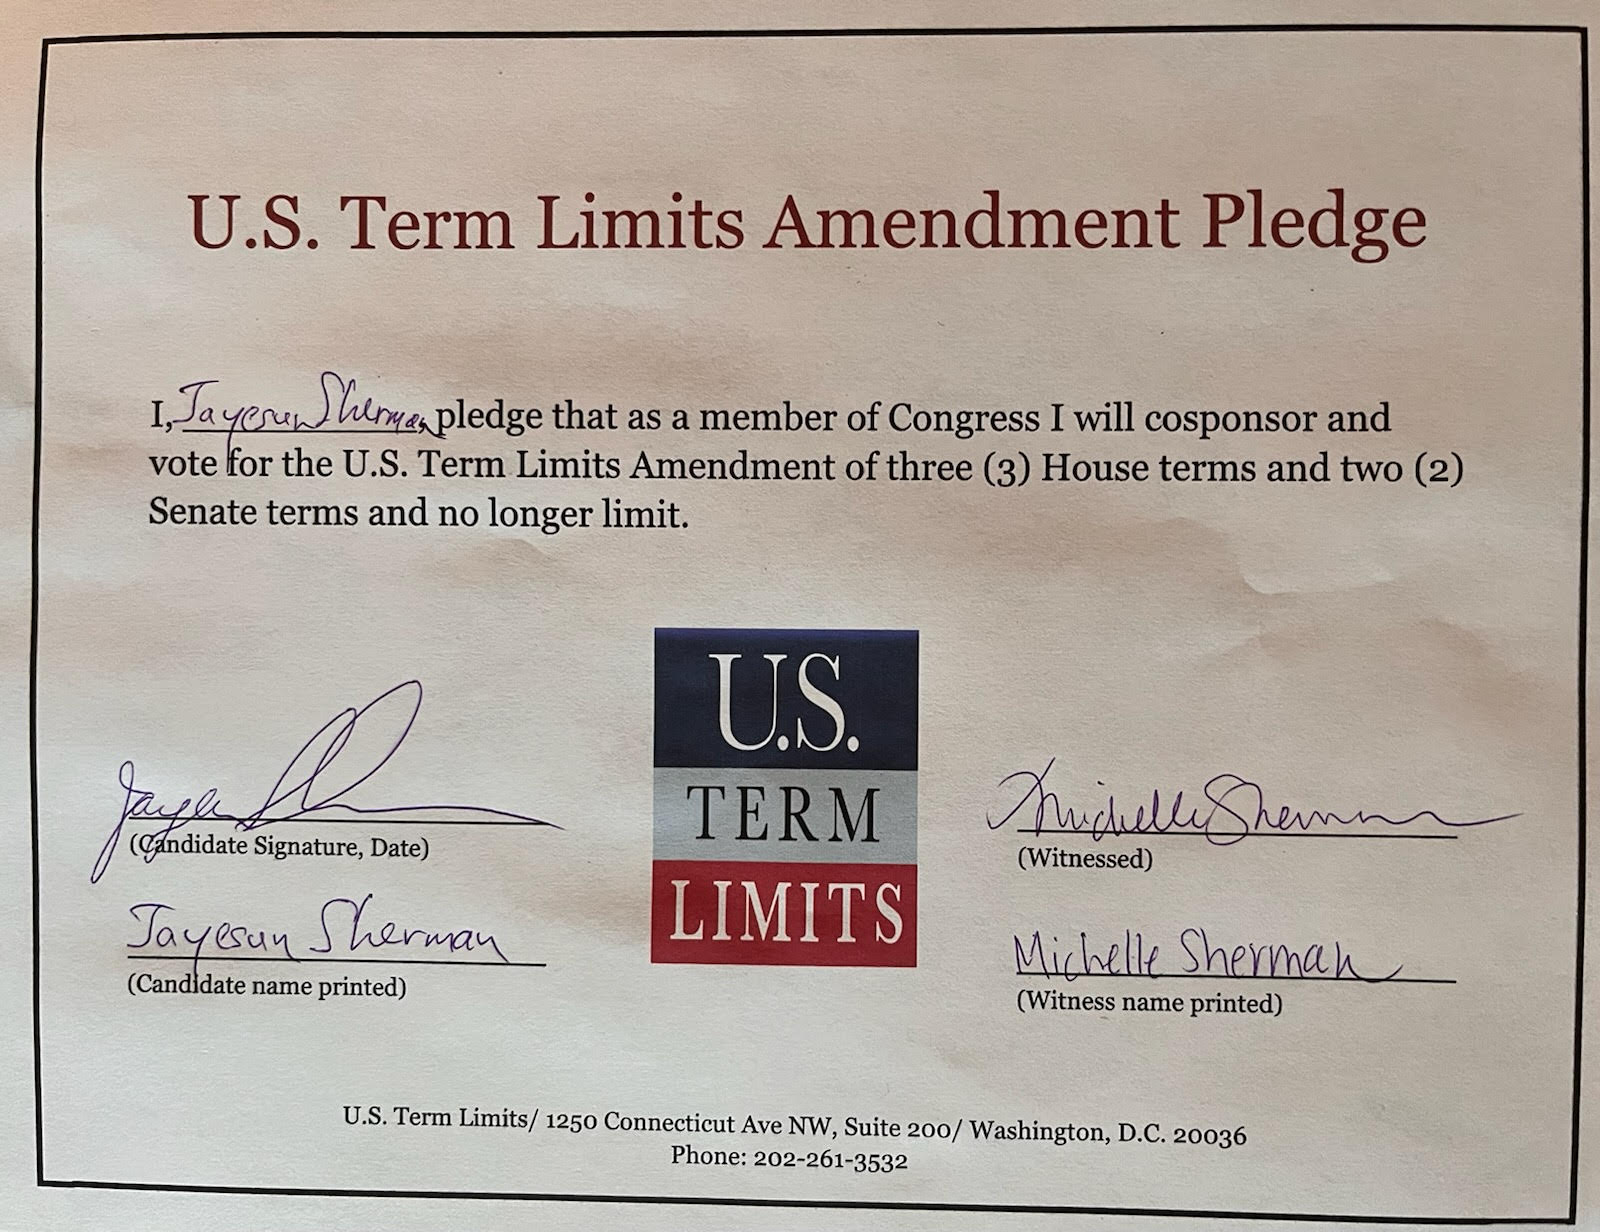 U.S. Term Limits Amendment Pledge
I, Jayesun Sherman pledge that as a member of Congress I will cosponsor and
vote for the U.S. Term Limits Amendment of three (3) House terms and two (2)
Senate terms and no longer limit.
U.S.
TERM
LIMITS
Jayesun Sherman
(Candidate Signature, Date)
Jayesun Sherman
(Candidate name printed)
Michelle Sherman
(Witnessed)
Michelle Sherman
(Witness name printed)
U.S. Term Limits/ 1250 Connecticut Ave NW, Suite 200/ Washington, D.C. 20036
Phone: 202-261-3532